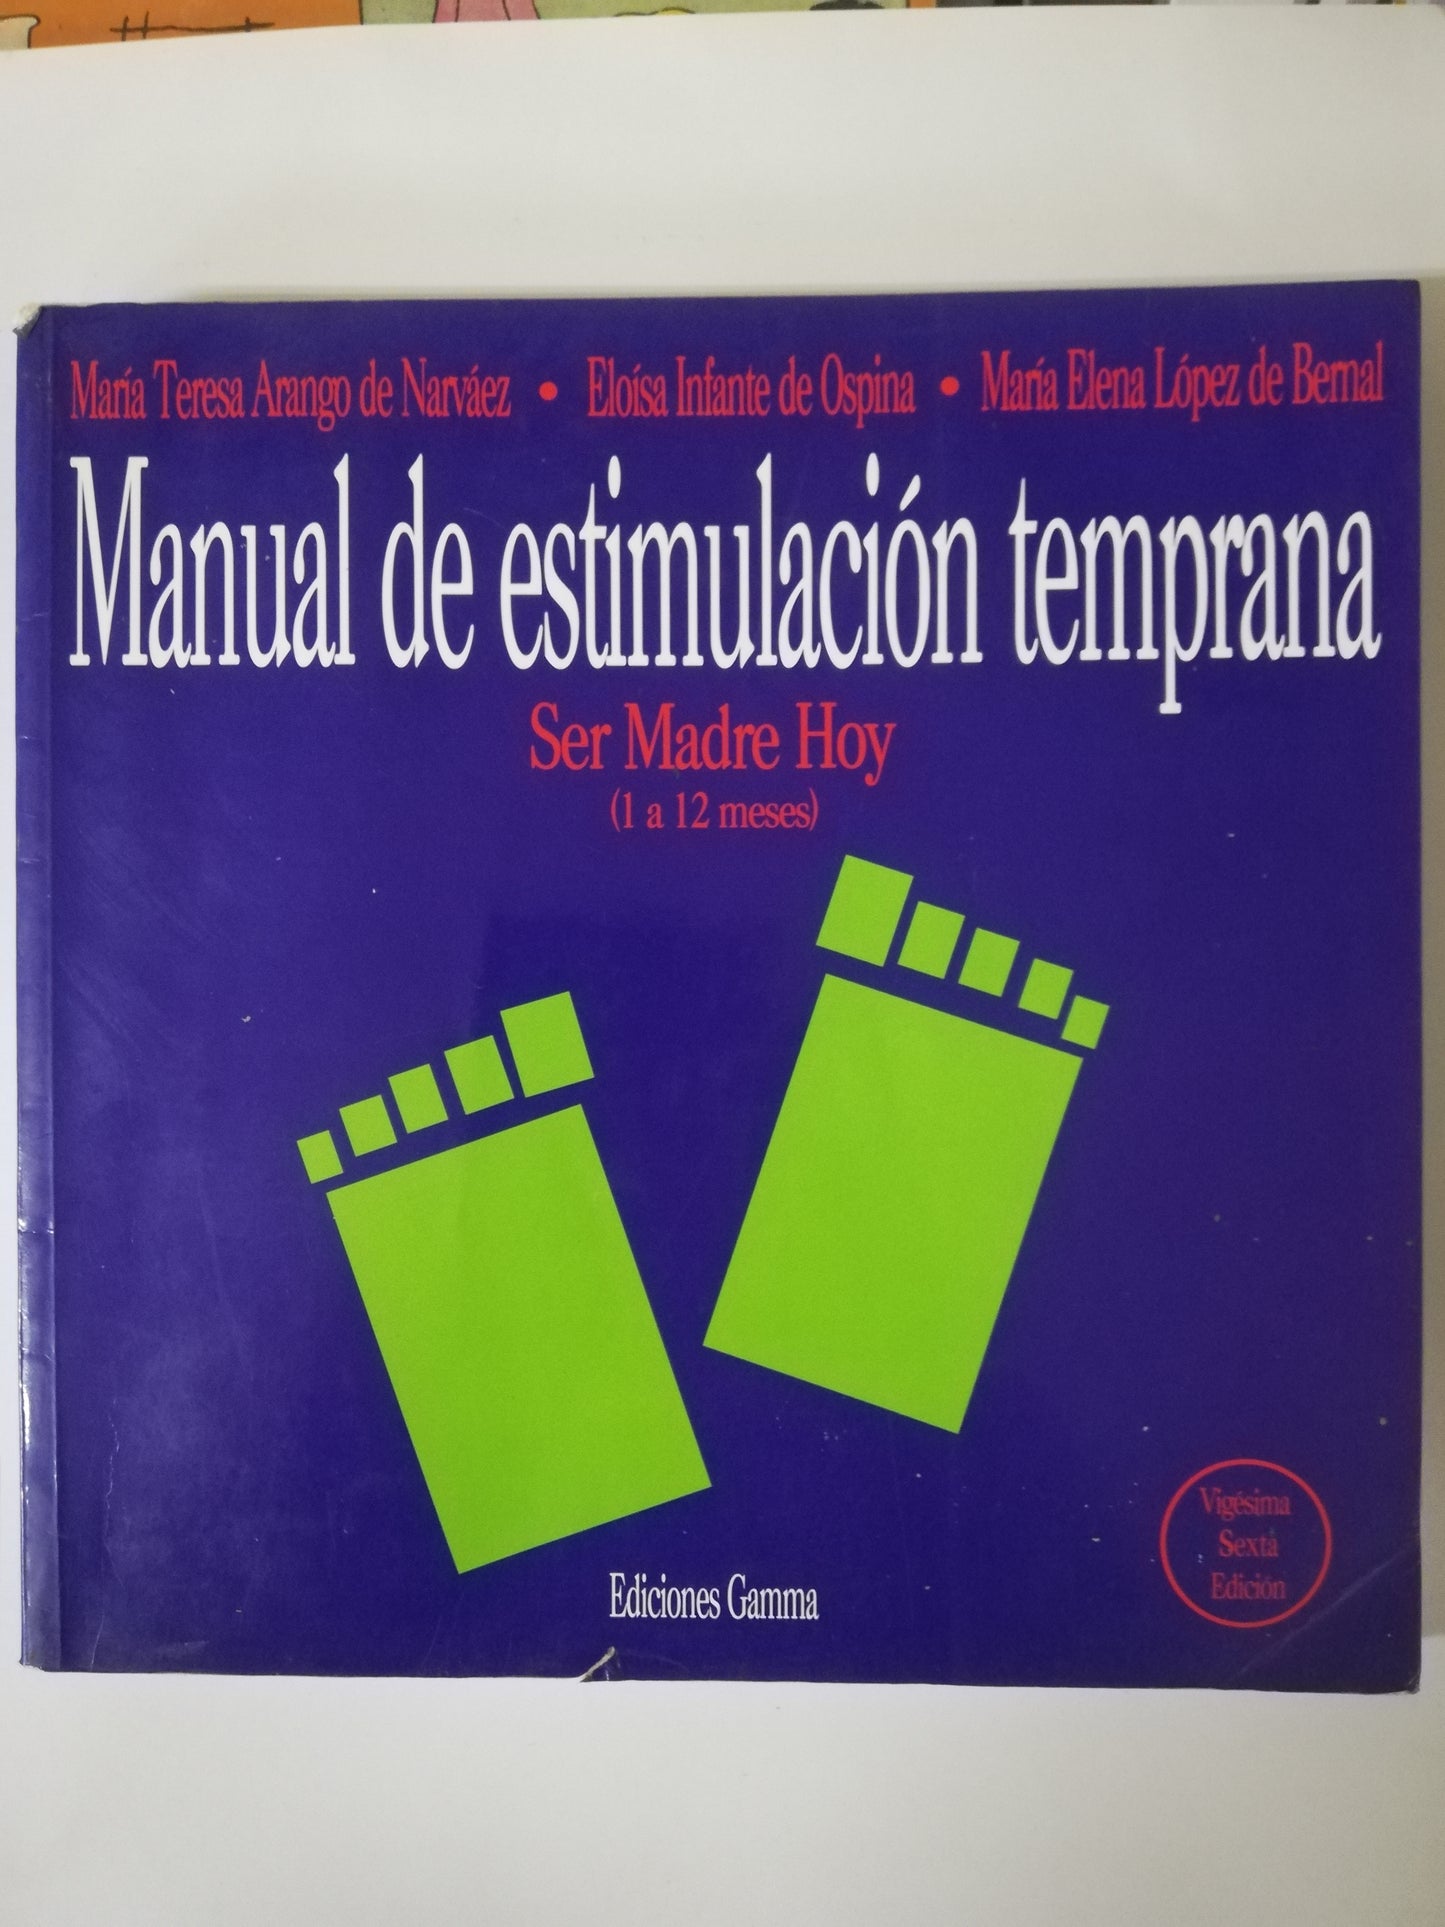 María Teresa Arango de Narváez • Eloísa Infante de Ospina • María Elena López de Bernal
Manual de estimulación temprana
Ser Madre Hoy
(1 a 12 meses)
Vigésima
Sexta
Edición
Ediciones Gamma